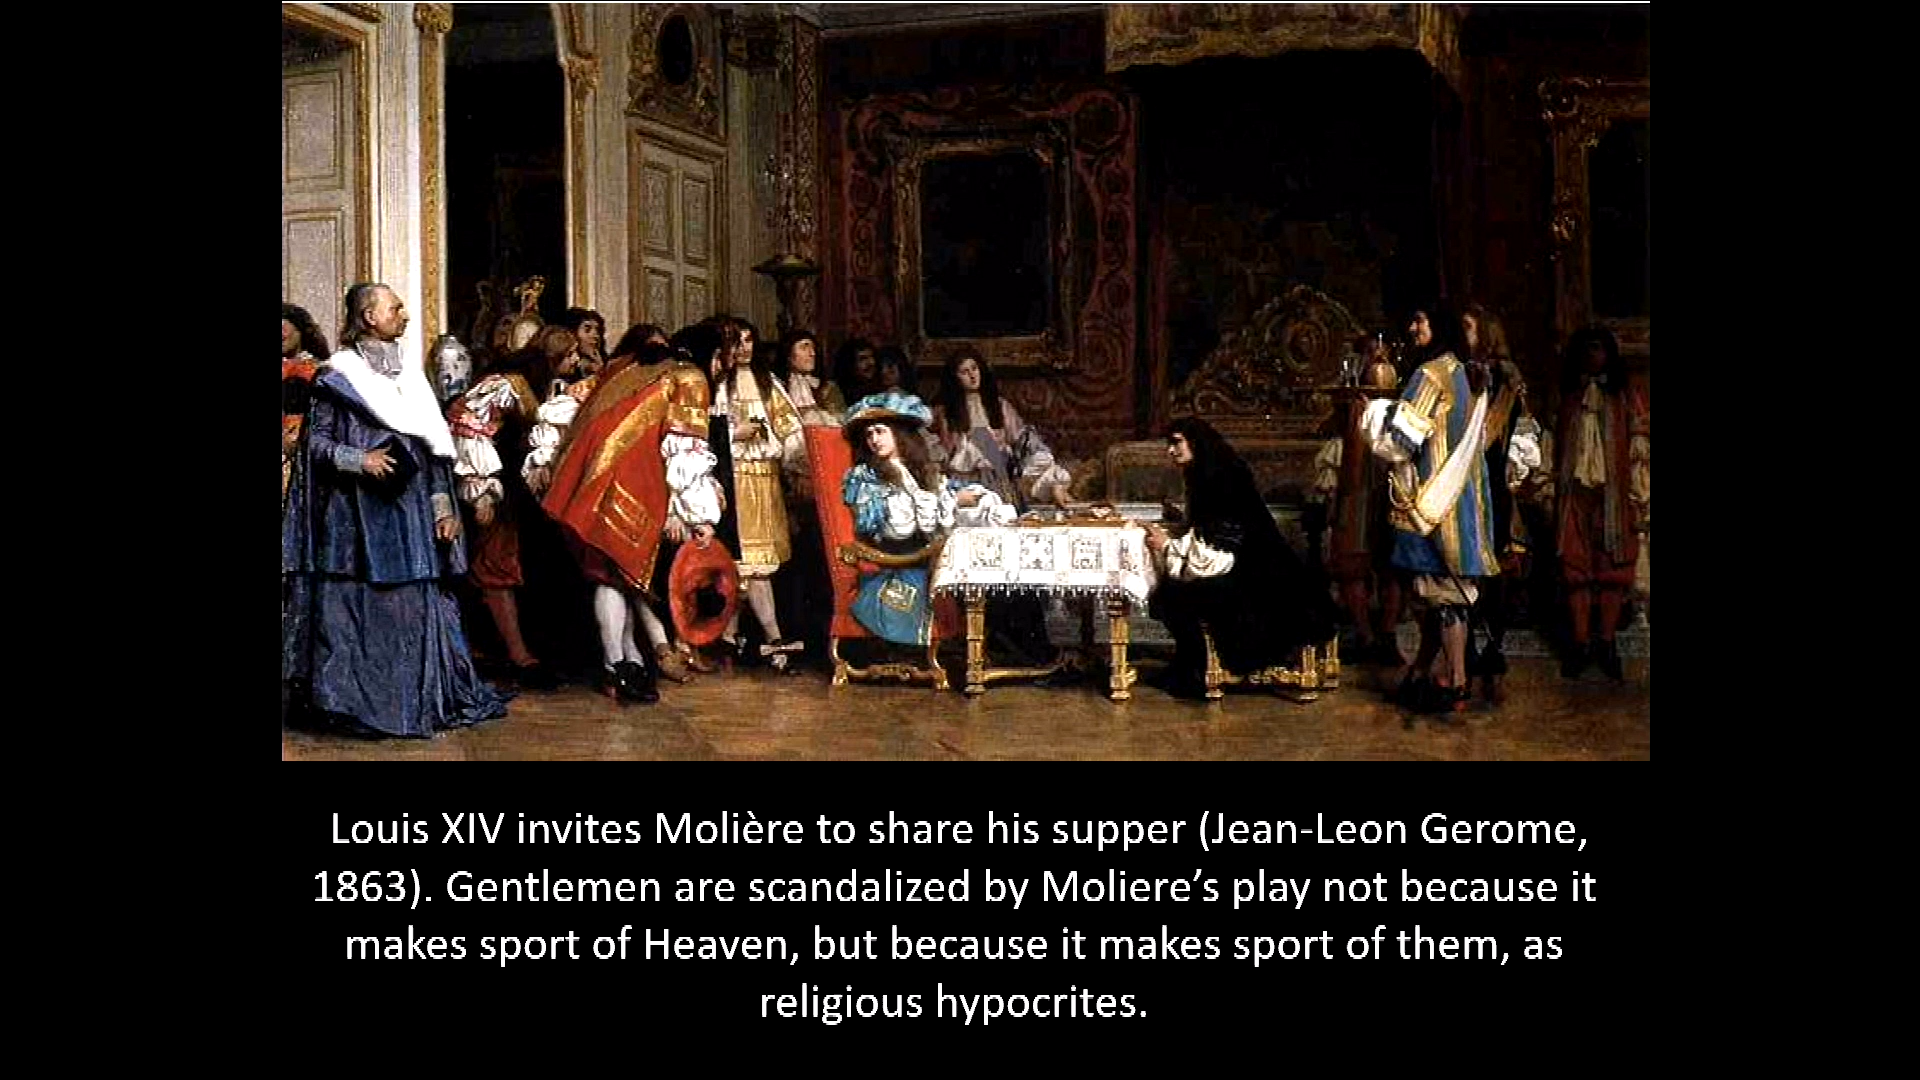 Louis XIV invites Molière to share his supper (Jean-Leon Gerome,
1863). Gentlemen are scandalized by Moliere’s play not because it
makes sport of Heaven, but because it makes sport of them, as
religious hypocrites.